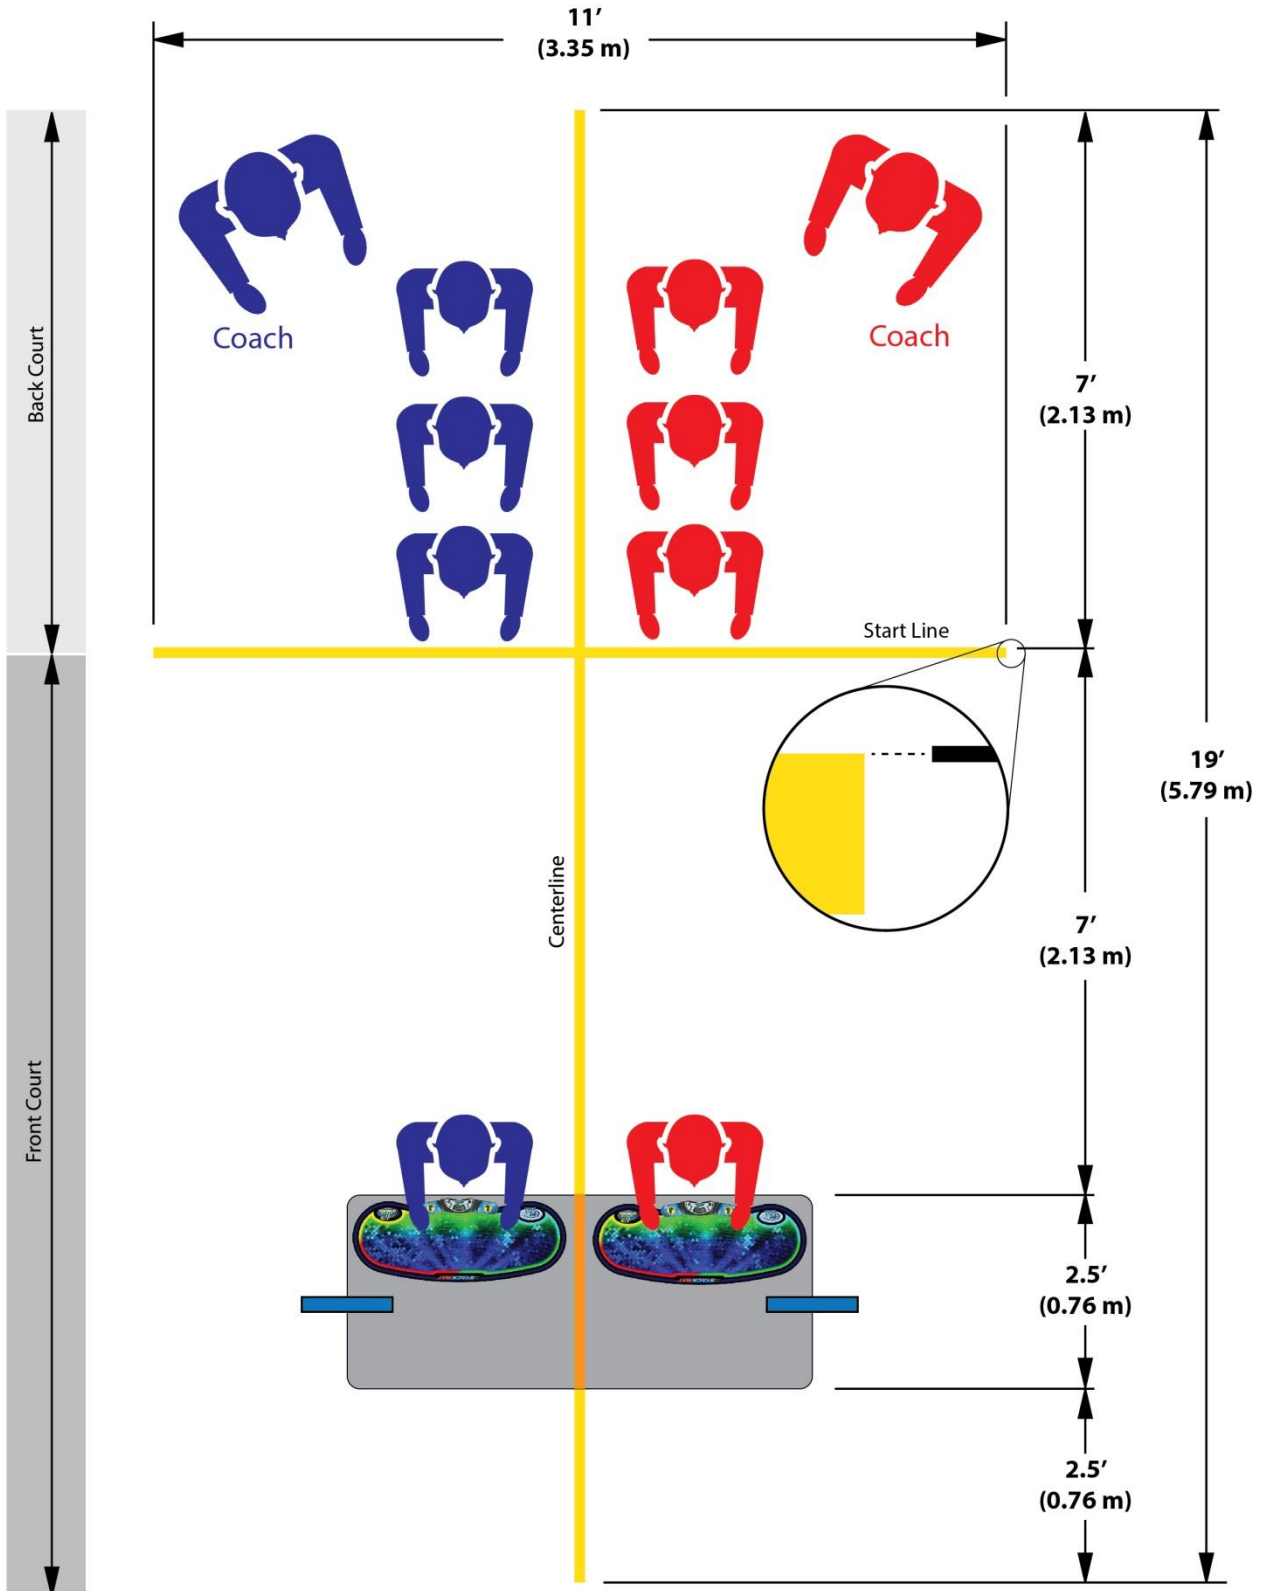 11’
(3.35 m)
Back Court
Coach
Coach
7’
(2.13 m)
Start Line
19’
(5.79 m)
Centerline
7’
(2.13 m)
Front Court
2.5’
(0.76 m)
2.5’
(0.76 m)